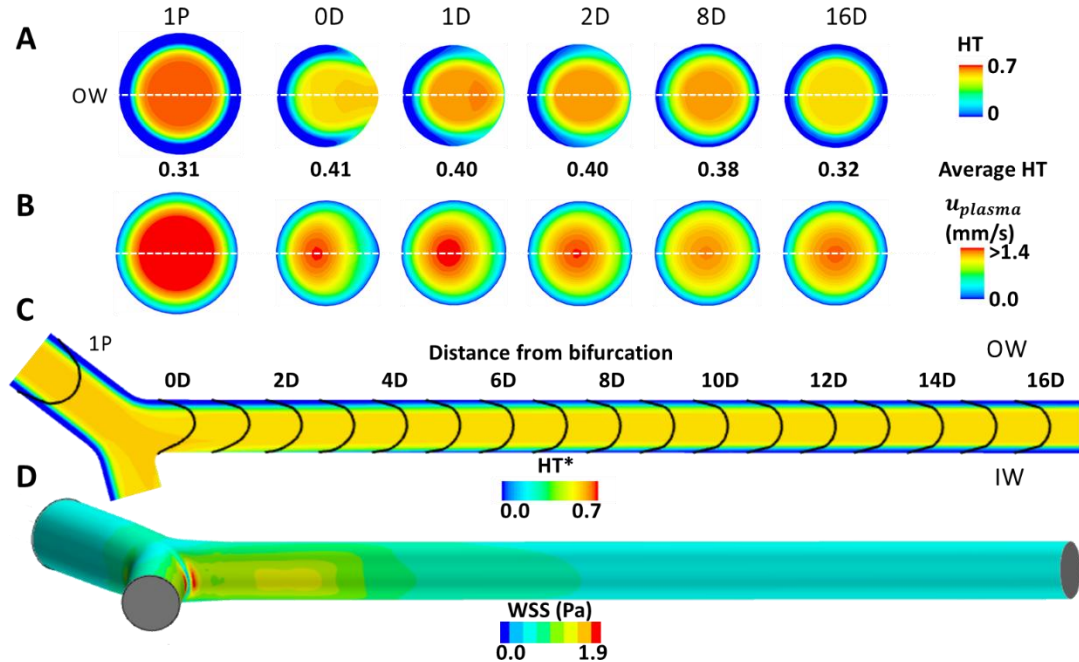 1P 0D 1D 2D 8D 16D
A
HT
0.7
0
OW
0.31 0.41 0.40 0.40 0.38 0.32 Average HT
B
u_plasma
(mm/s)
>1.4
0.0
C
1P
Distance from bifurcation
OW
0D 2D 4D 6D 8D 10D 12D 14D 16D
HT*
0.0 0.7
IW
D
WSS (Pa)
0.0 1.9